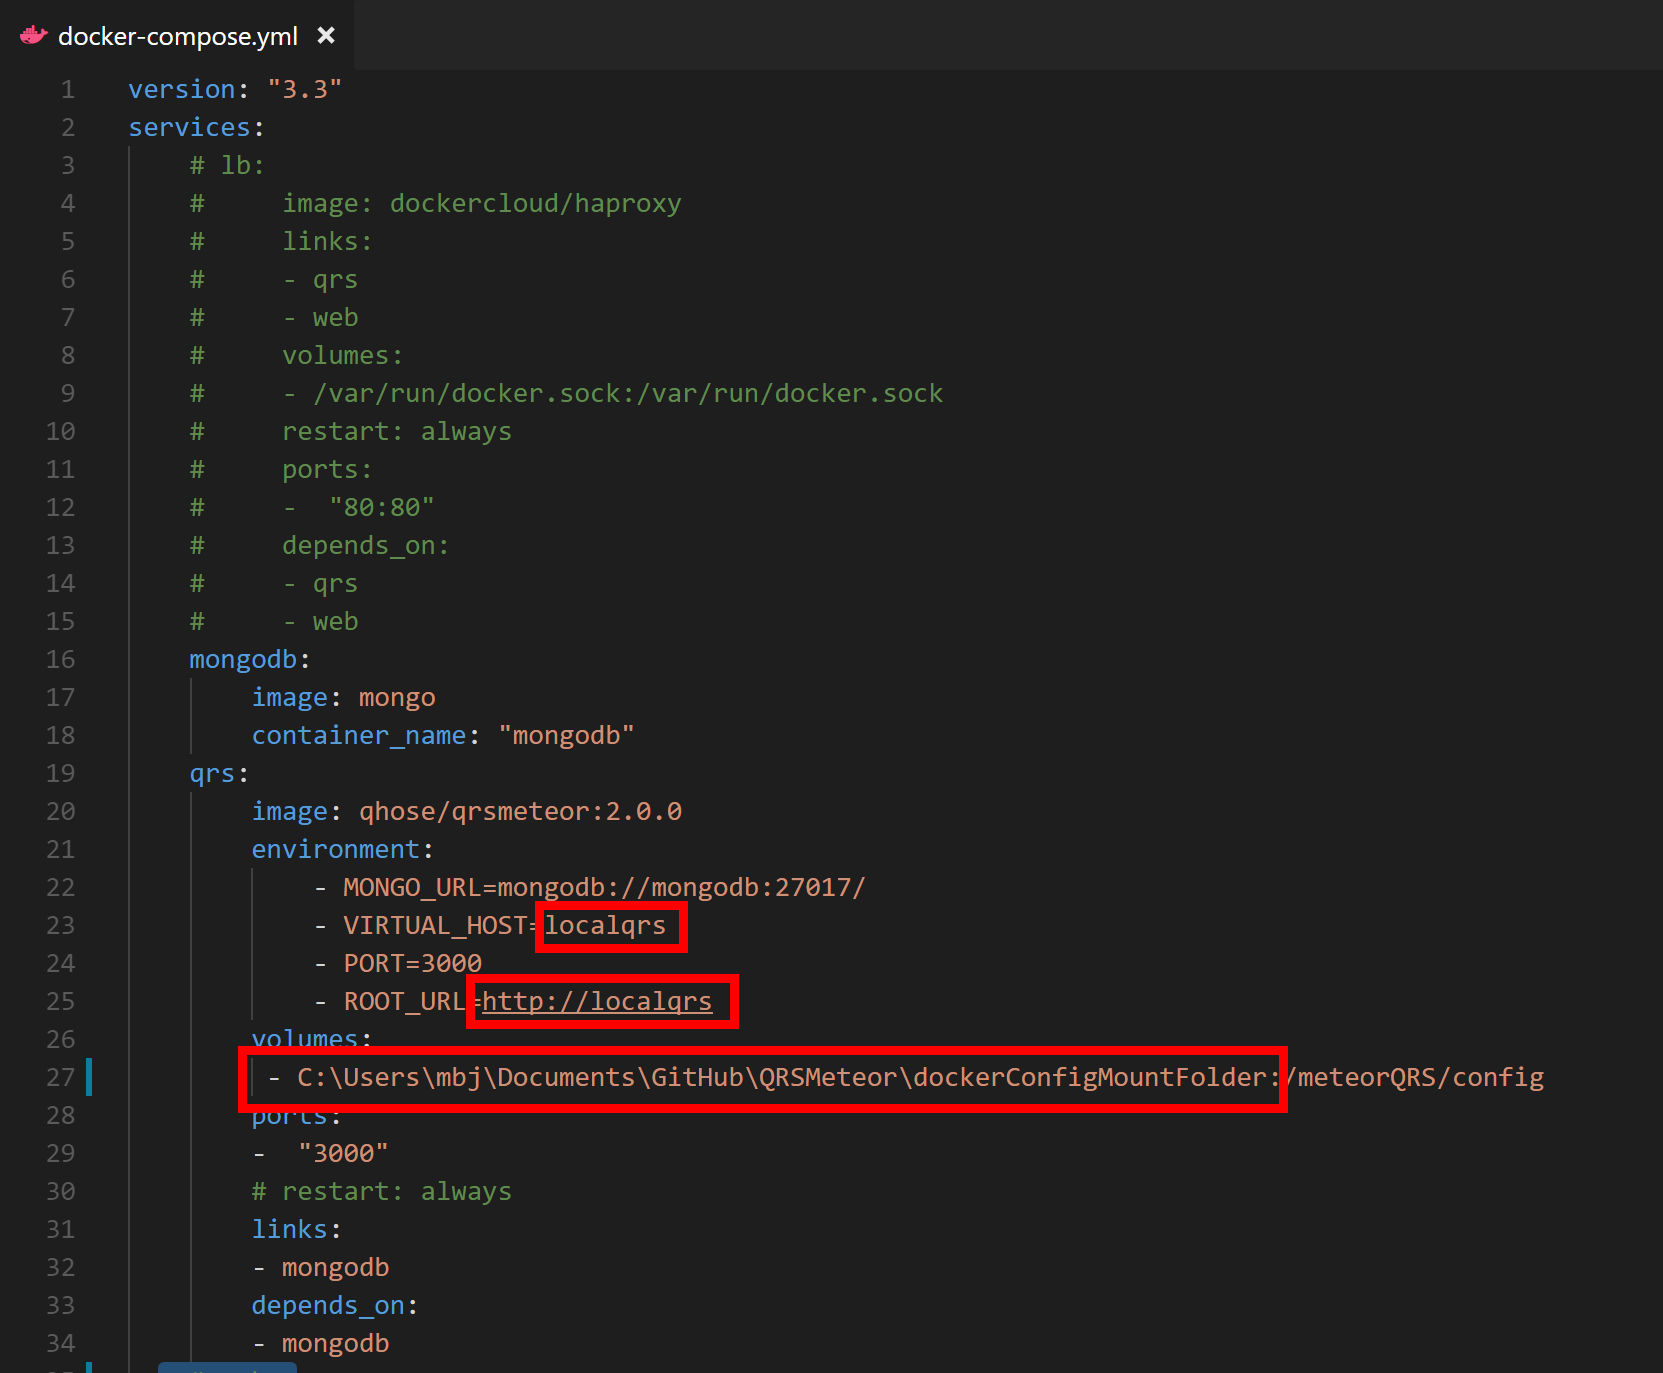 docker-compose.yml ×
1 version: "3.3"
2 services:
3 # lb:
4 #     image: dockercloud/haproxy
5 #     links:
6 #     - qrs
7 #     - web
8 #     volumes:
9 #     - /var/run/docker.sock:/var/run/docker.sock
10 #     restart: always
11 #     ports:
12 #     -  "80:80"
13 #     depends_on:
14 #     - qrs
15 #     - web
16 mongodb:
17 image: mongo
18 container_name: "mongodb"
19 qrs:
20 image: qhose/qrsmeteor:2.0.0
21 environment:
22 - MONGO_URL=mongodb://mongodb:27017/
23 - VIRTUAL_HOST=localqrs
24 - PORT=3000
25 - ROOT_URL=http://localqrs
26 volumes:
27 - C:\Users\mbj\Documents\GitHub\QRSMeteor\dockerConfigMountFolder:/meteorQRS/config
28 ports:
29 -  "3000"
30 # restart: always
31 links:
32 - mongodb
33 depends_on:
34 - mongodb